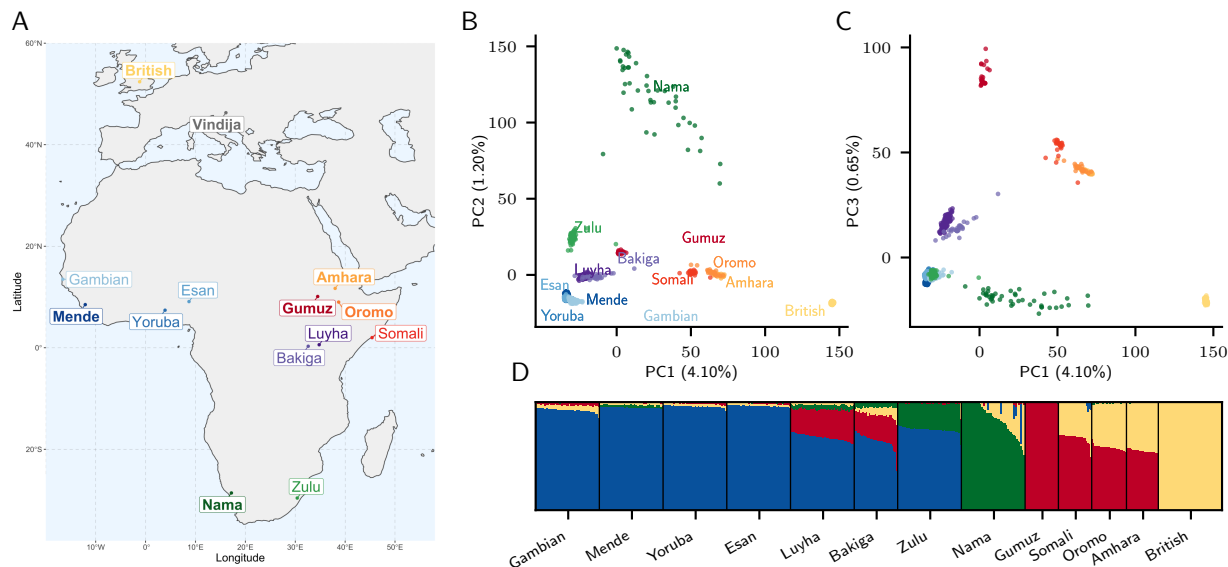 A
60°N
40°N
20°N
0°
20°S
10°W
0°
10°E
20°E
30°E
40°E
50°E
Latitude
Longitude
British
Vindija
Gambian
Mende
Esan
Yoruba
Amhara
Gumuz
Oromo
Luyha
Somali
Bakiga
Zulu
Nama
B
PC2 (1.20%)
150
100
50
0
0
50
100
150
PC1 (4.10%)
Nama
Zulu
Gumuz
Bakiga
Luyha
Oromo
Somali
Amhara
Esan
Mende
Yoruba
Gambian
British
C
PC3 (0.65%)
100
50
0
0
50
100
150
PC1 (4.10%)
D
Gambian
Mende
Yoruba
Esan
Luyha
Bakiga
Zulu
Nama
Gumuz
Somali
Oromo
Amhara
British